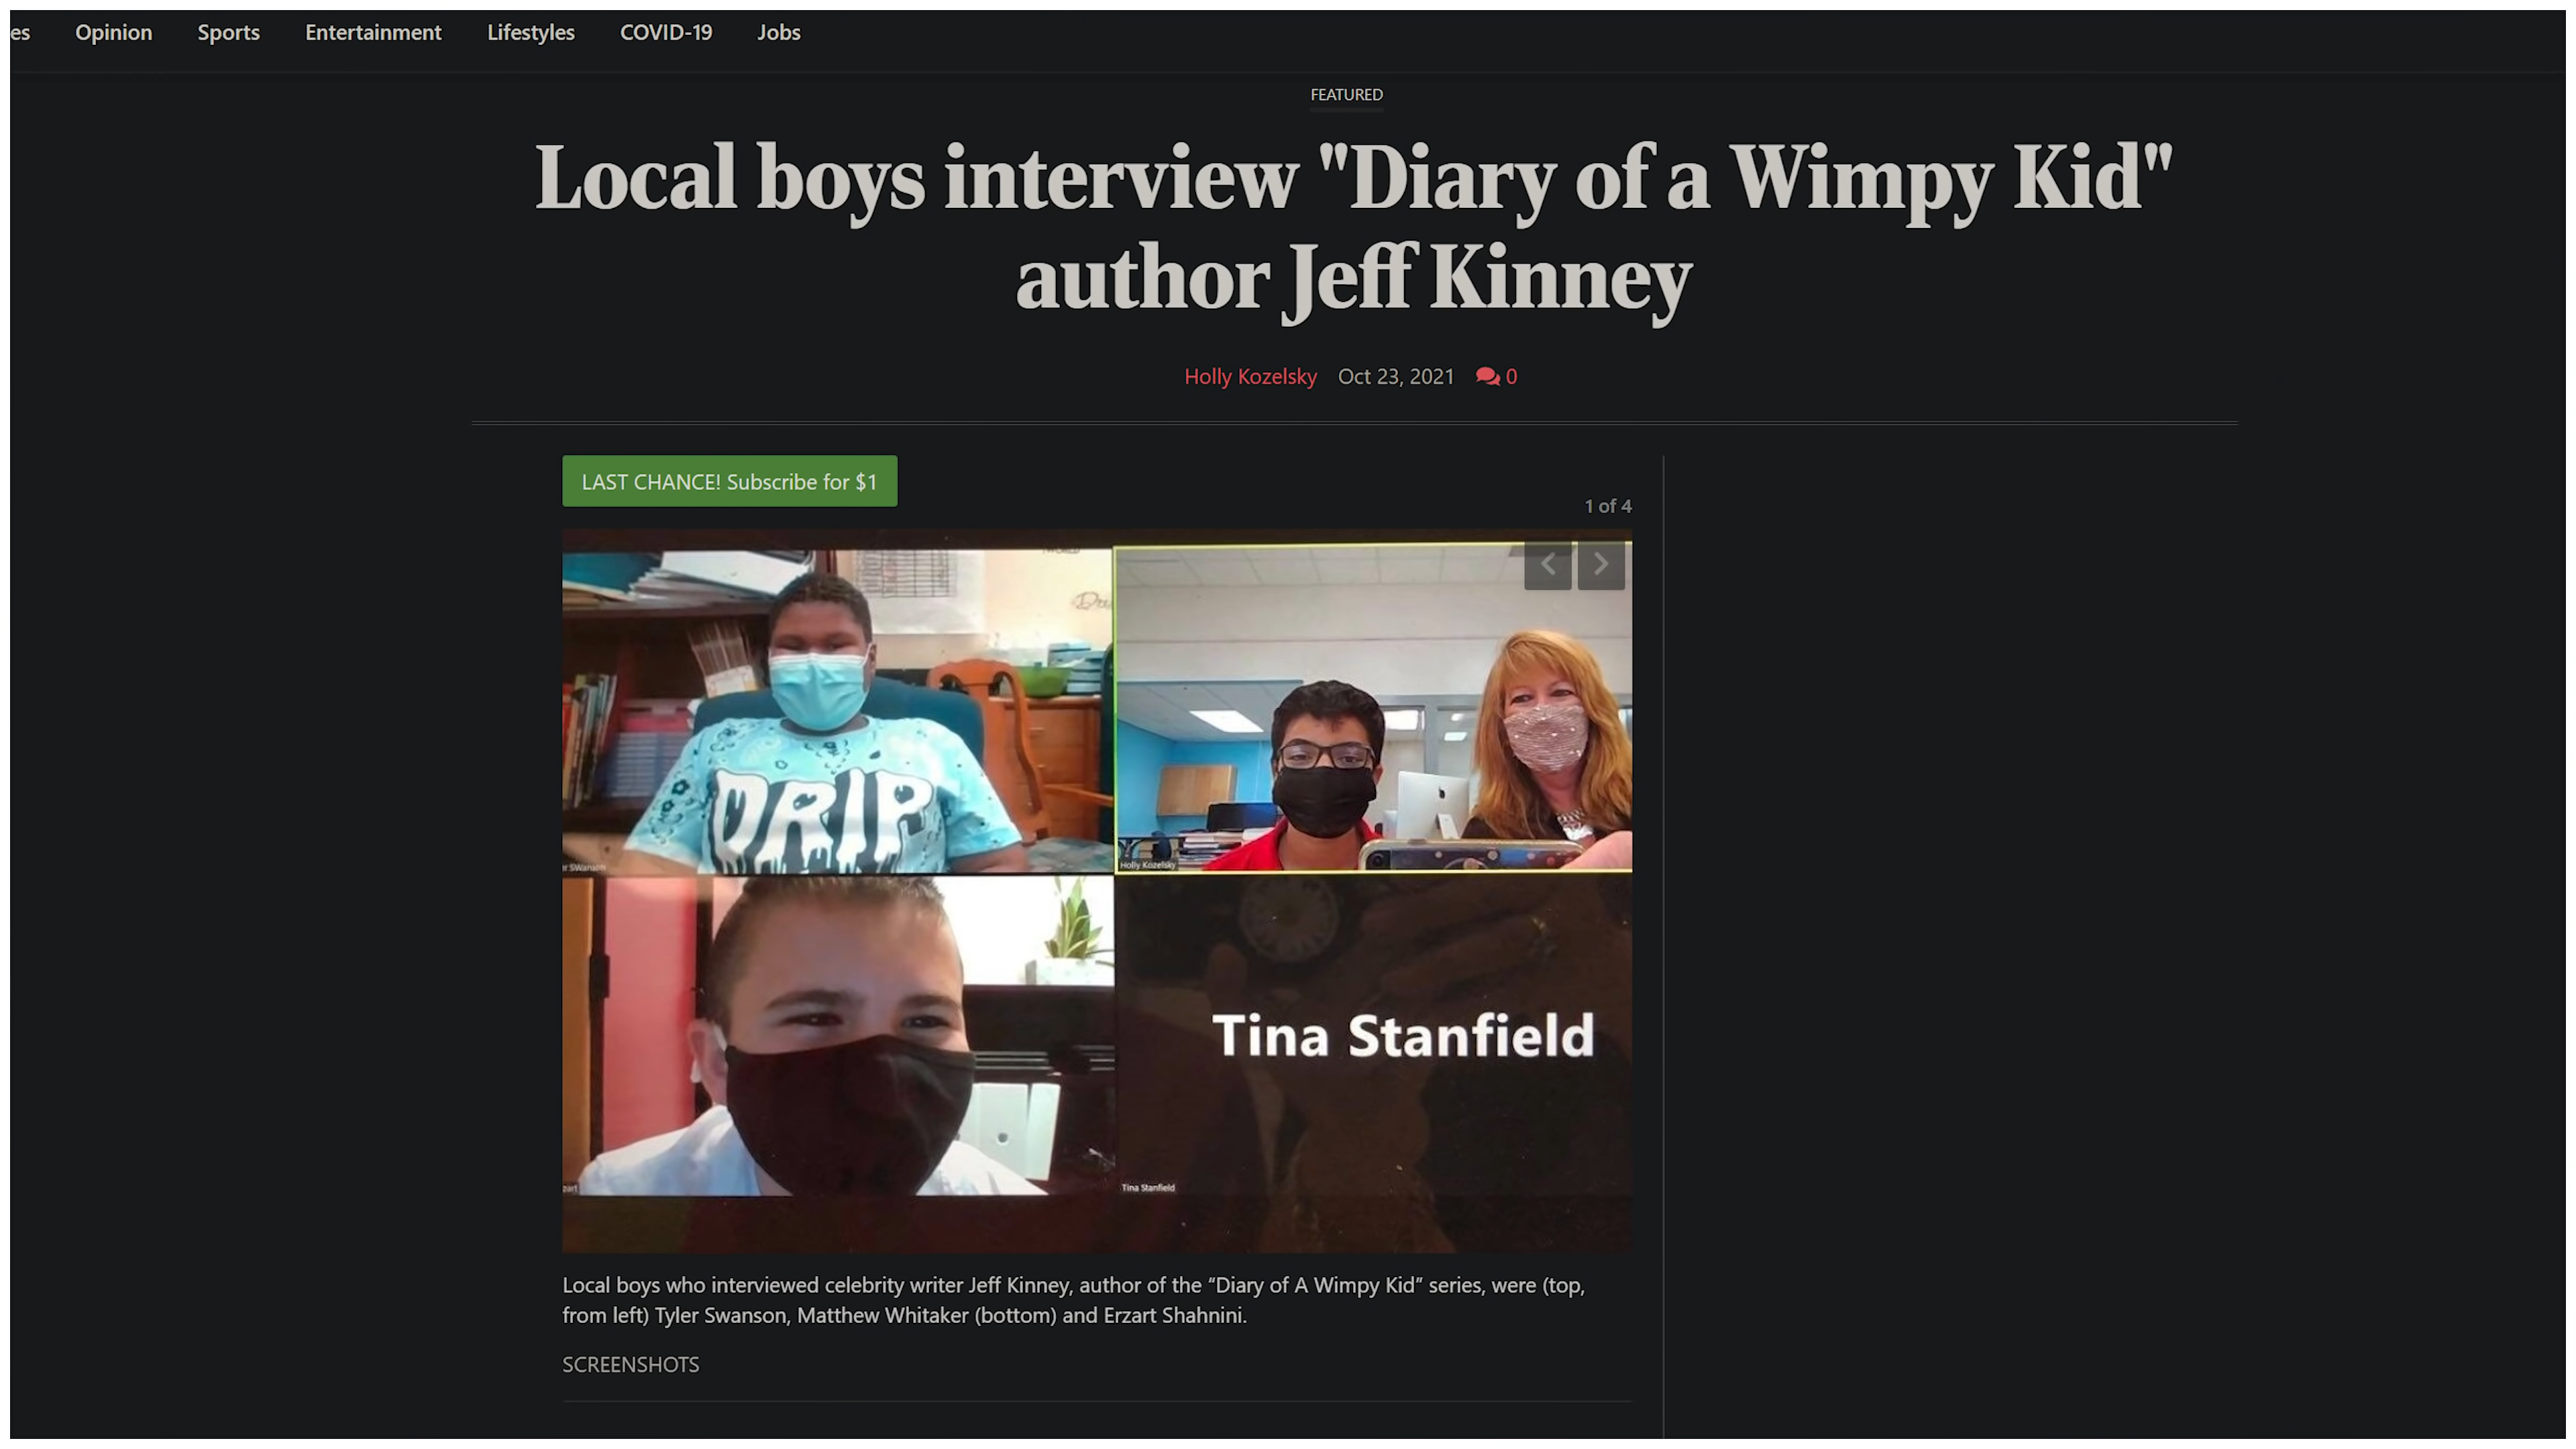 es Opinion Sports Entertainment Lifestyles COVID-19 Jobs
FEATURED
Local boys interview "Diary of a Wimpy Kid"
author Jeff Kinney
Holly Kozelsky Oct 23, 2021 0
LAST CHANCE! Subscribe for $1
1 of 4
DRIP
r SWanson
Holly Kozelsky
Tina Stanfield
zart
Tina Stanfield
Local boys who interviewed celebrity writer Jeff Kinney, author of the “Diary of A Wimpy Kid” series, were (top,
from left) Tyler Swanson, Matthew Whitaker (bottom) and Erzart Shahnini.
SCREENSHOTS